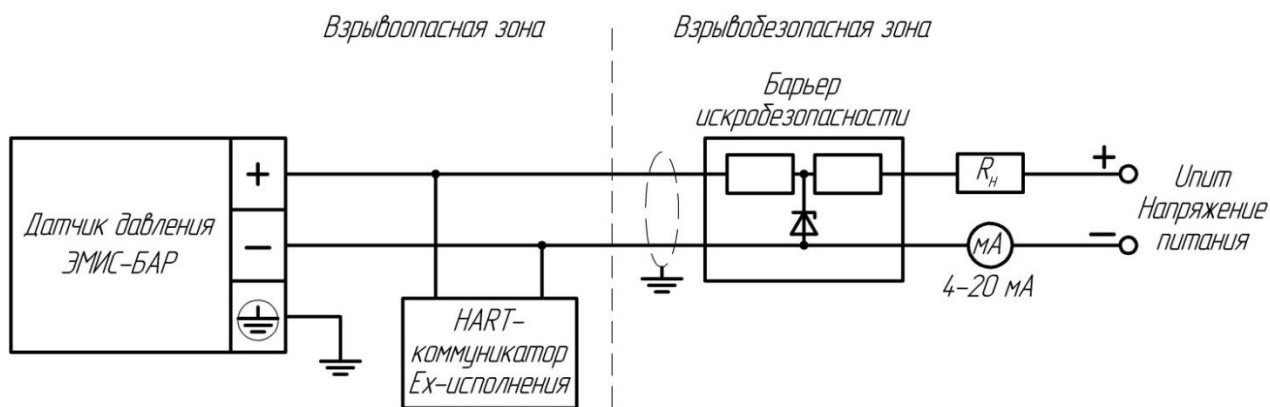 Взрывоопасная зона
Взрывобезопасная зона
Барьер
искробезопасности
Датчик давления
ЭМИС-БАР
+
−
HART-
коммуникатор
Ex-исполнения
Rн
мА
4-20 мА
+
−
Uпит
Напряжение
питания